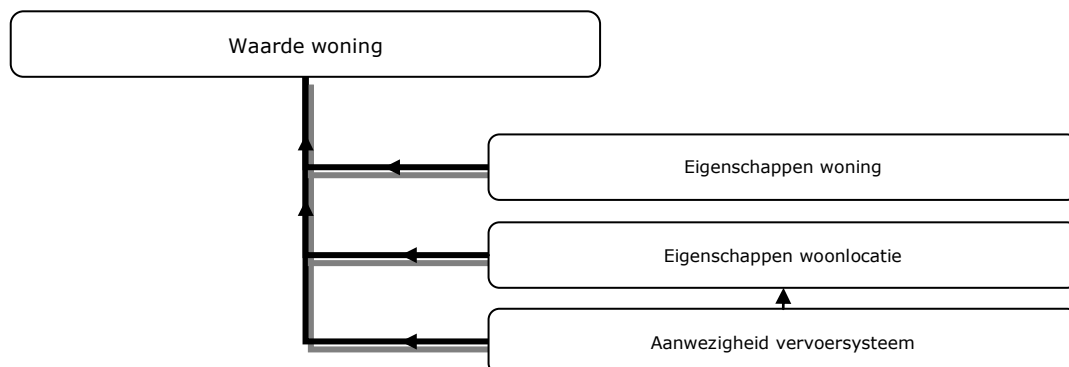 Waarde woning
Eigenschappen woning
Eigenschappen woonlocatie
Aanwezigheid vervoersysteem